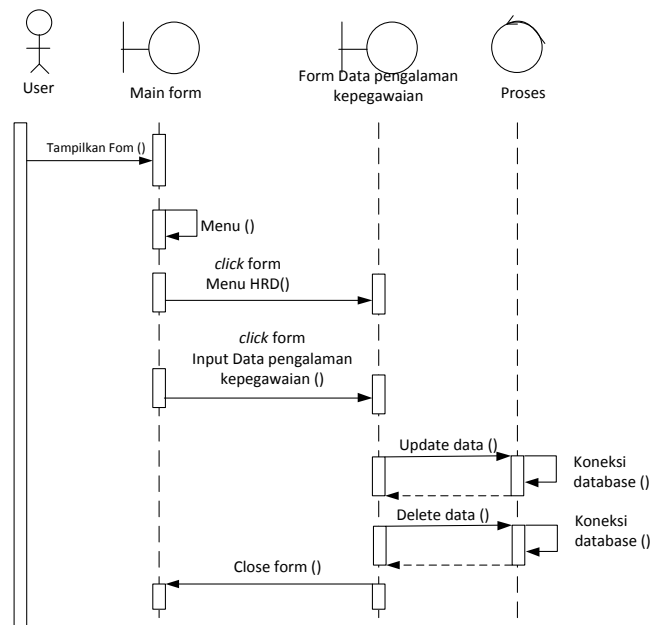 User
Main form
Form Data pengalaman
kepegawaian
Proses
Tampilkan Fom ()
Menu ()
click form
Menu HRD()
click form
Input Data pengalaman
kepegawaian ()
Update data ()
Koneksi
database ()
Delete data ()
Koneksi
database ()
Close form ()